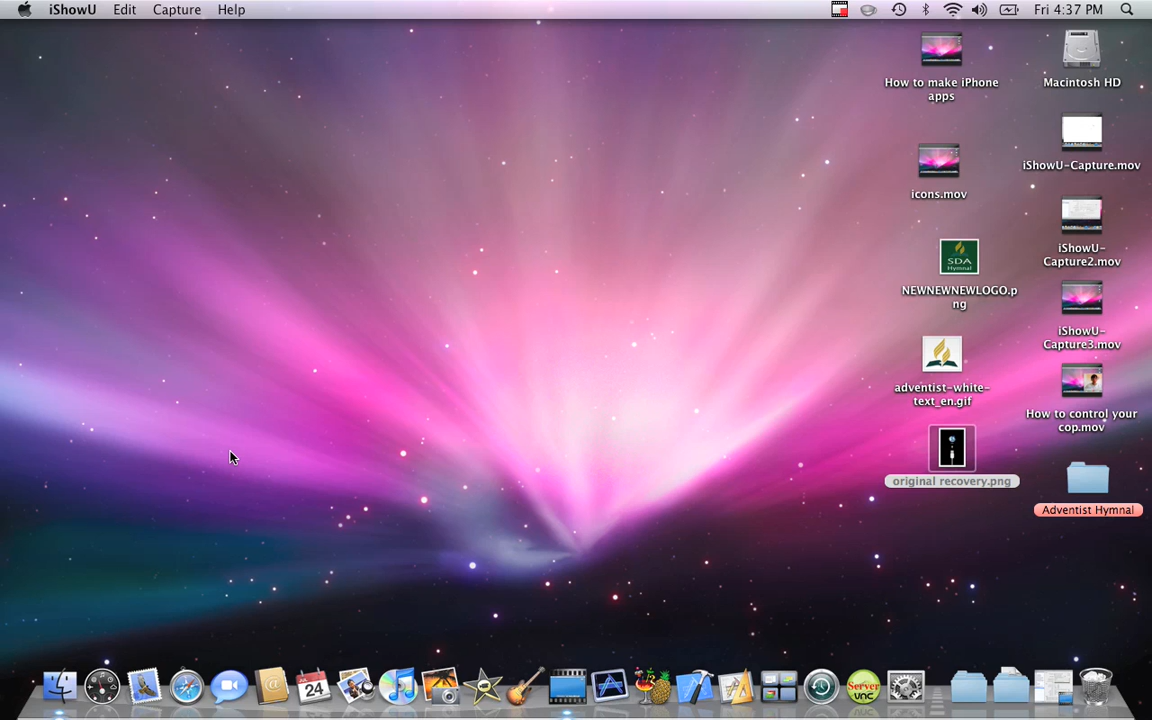 iShowU Edit Capture Help
Fri 4:37 PM
How to make iPhone
apps
Macintosh HD
iShowU-Capture.mov
icons.mov
iShowU-
Capture2.mov
SDA
Hymnal
NEWNEWNEWLOGO.p
ng
iShowU-
Capture3.mov
adventist-white-
text_en.gif
How to control your
cop.mov
original recovery.png
Adventist Hymnal
24
Server
VNC